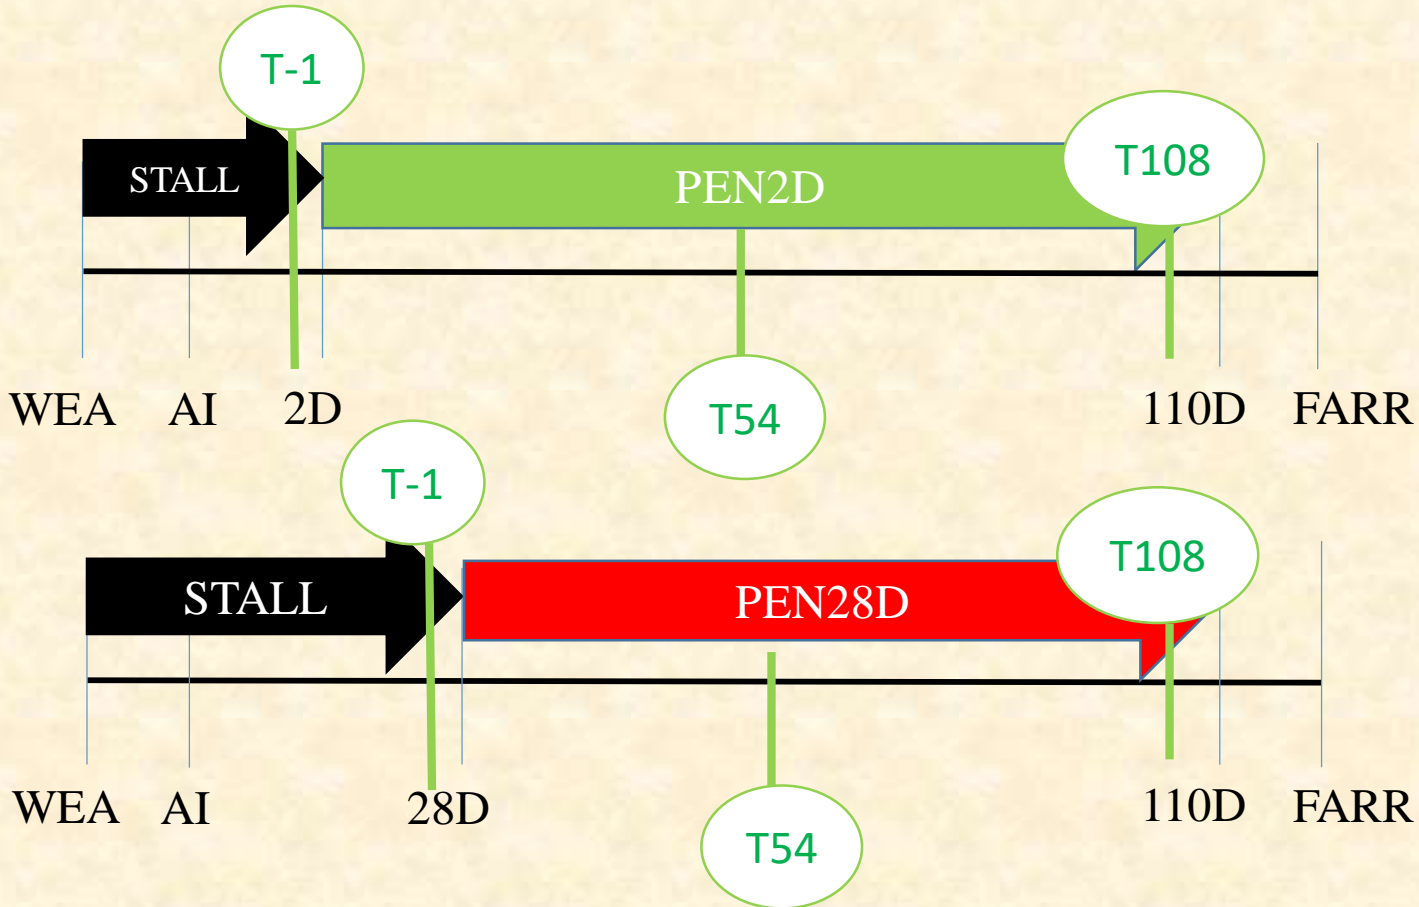 T-1
STALL
PEN2D
T108
WEA AI 2D T54 110D FARR
T-1
STALL
PEN28D
T108
WEA AI 28D T54 110D FARR